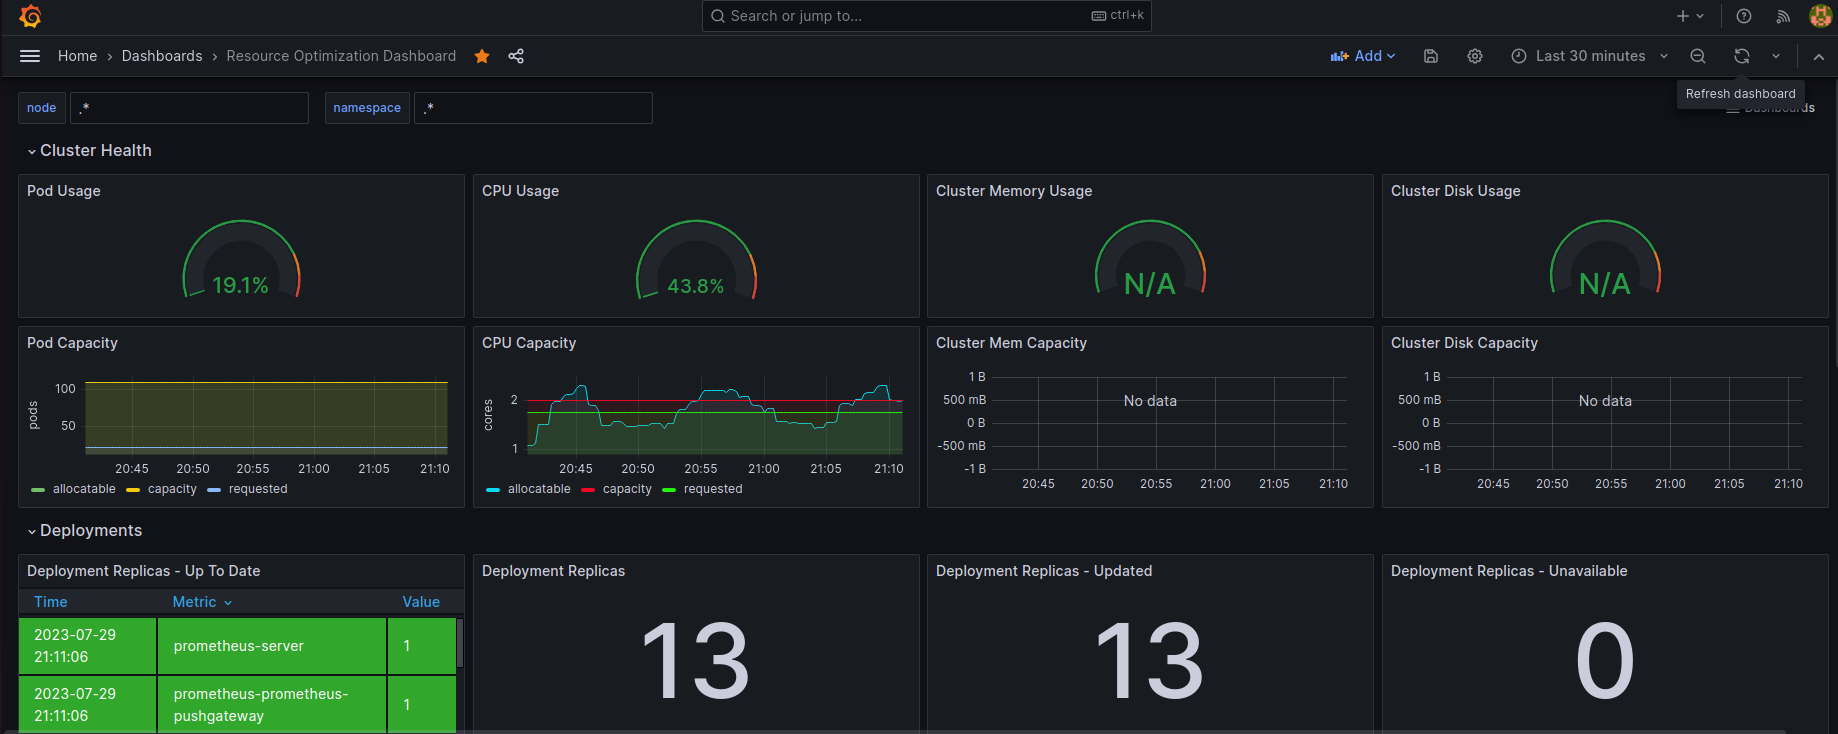 Search or jump to...
ctrl+k
Home › Dashboards › Resource Optimization Dashboard
Add
Last 30 minutes
Refresh dashboard
node
.*
namespace
.*
Dashboards
Cluster Health
Pod Usage
19.1%
CPU Usage
43.8%
Cluster Memory Usage
N/A
Cluster Disk Usage
N/A
Pod Capacity
pods
100
50
20:45 20:50 20:55 21:00 21:05 21:10
allocatable capacity requested
CPU Capacity
cores
2
1
20:45 20:50 20:55 21:00 21:05 21:10
allocatable capacity requested
Cluster Mem Capacity
1 B
500 mB
0 B
-500 mB
-1 B
No data
20:45 20:50 20:55 21:00 21:05 21:10
Cluster Disk Capacity
1 B
500 mB
0 B
-500 mB
-1 B
No data
20:45 20:50 20:55 21:00 21:05 21:10
Deployments
Deployment Replicas - Up To Date
Time Metric Value
2023-07-29
21:11:06
prometheus-server
1
2023-07-29
21:11:06
prometheus-prometheus-
pushgateway
1
Deployment Replicas
13
Deployment Replicas - Updated
13
Deployment Replicas - Unavailable
0